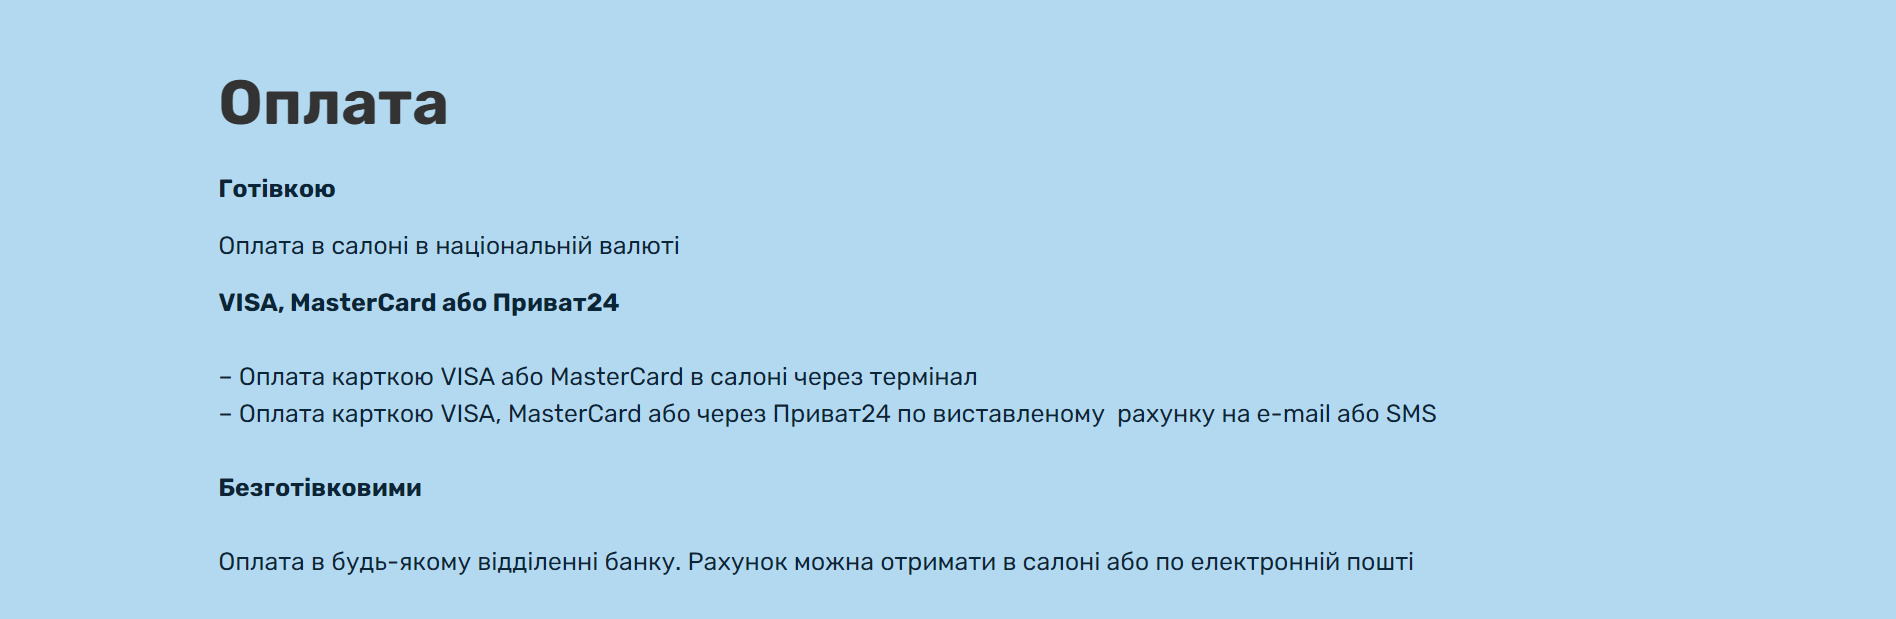 Оплата
Готівкою
Оплата в салоні в національній валюті
VISA, MasterCard або Приват24
– Оплата карткою VISA або MasterCard в салоні через термінал
– Оплата карткою VISA, MasterCard або через Приват24 по виставленому  рахунку на e-mail або SMS
Безготівковими
Оплата в будь-якому відділенні банку. Рахунок можна отримати в салоні або по електронній пошті